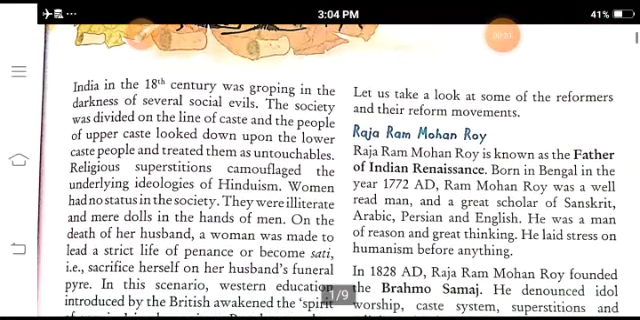 3:04 PM
41%
00:01
India in the 18th century was groping in the
darkness of several social evils. The society
was divided on the line of caste and the people
of upper caste looked down upon the lower
caste people and treated them as untouchables.
Religious superstitions camouflaged the
underlying ideologies of Hinduism. Women
had no status in the society. They were illiterate
and mere dolls in the hands of men. On the
death of her husband, a woman was made to
lead a strict life of penance or become sati,
i.e., sacrifice herself on her husband's funeral
pyre. In this scenario, western education
introduced by the British awakened the 'spirit
1/9
Let us take a look at some of the reformers
and their reform movements.
Raja Ram Mohan Roy
Raja Ram Mohan Roy is known as the Father
of Indian Renaissance. Born in Bengal in the
year 1772 AD, Ram Mohan Roy was a well
read man, and a great scholar of Sanskrit,
Arabic, Persian and English. He was a man
of reason and great thinking. He laid stress on
humanism before anything.
In 1828 AD, Raja Ram Mohan Roy founded
the Brahmo Samaj. He denounced idol
worship, caste system, superstitions and